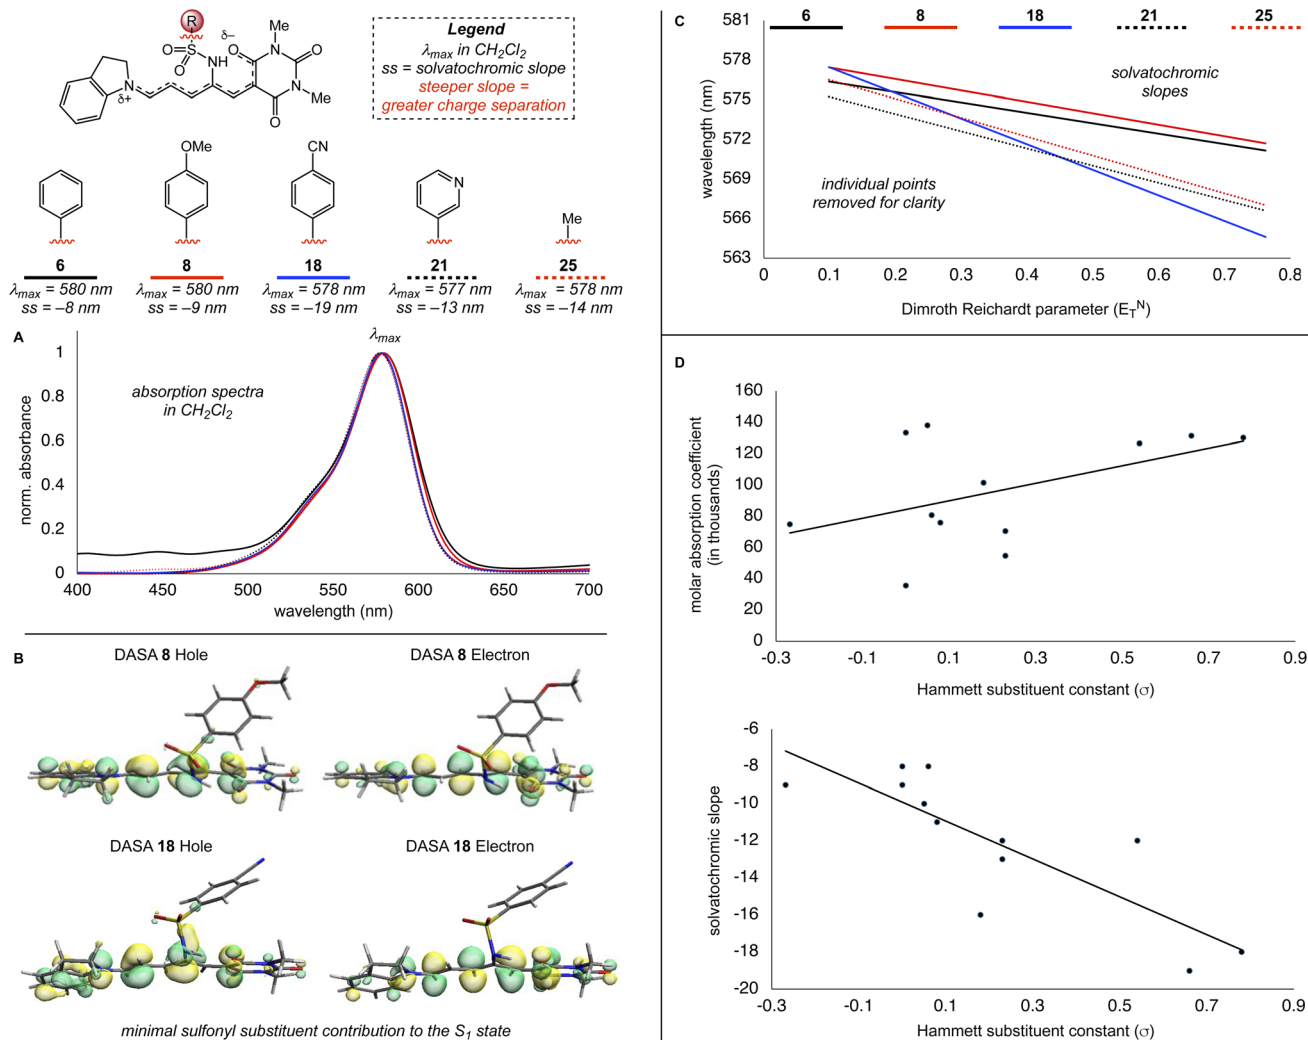 R
S
O
O
NH
δ–
O
Me
N
O
N
Me
O
N
δ+
Legend
λmax in CH2Cl2
ss = solvatochromic slope
steeper slope =
greater charge separation
OMe
CN
N
Me
6
8
18
21
25
λmax = 580 nm
λmax = 580 nm
λmax = 578 nm
λmax = 577 nm
λmax = 578 nm
ss = –8 nm
ss = –9 nm
ss = –19 nm
ss = –13 nm
ss = –14 nm
A
λmax
absorption spectra
in CH2Cl2
norm. absorbance
1
0.8
0.6
0.4
0.2
0
400
450
500
550
600
650
700
wavelength (nm)
B
DASA 8 Hole
DASA 8 Electron
DASA 18 Hole
DASA 18 Electron
minimal sulfonyl substituent contribution to the S1 state
C
6
8
18
21
25
wavelength (nm)
581
578
575
572
569
566
563
solvatochromic
slopes
individual points
removed for clarity
0
0.1
0.2
0.3
0.4
0.5
0.6
0.7
0.8
Dimroth Reichardt parameter (ETN)
D
molar absorption coefficient
(in thousands)
160
140
120
100
80
60
40
20
0
-0.3
-0.1
0.1
0.3
0.5
0.7
0.9
Hammett substituent constant (σ)
solvatochromic slope
-6
-8
-10
-12
-14
-16
-18
-20
-0.3
-0.1
0.1
0.3
0.5
0.7
0.9
Hammett substituent constant (σ)